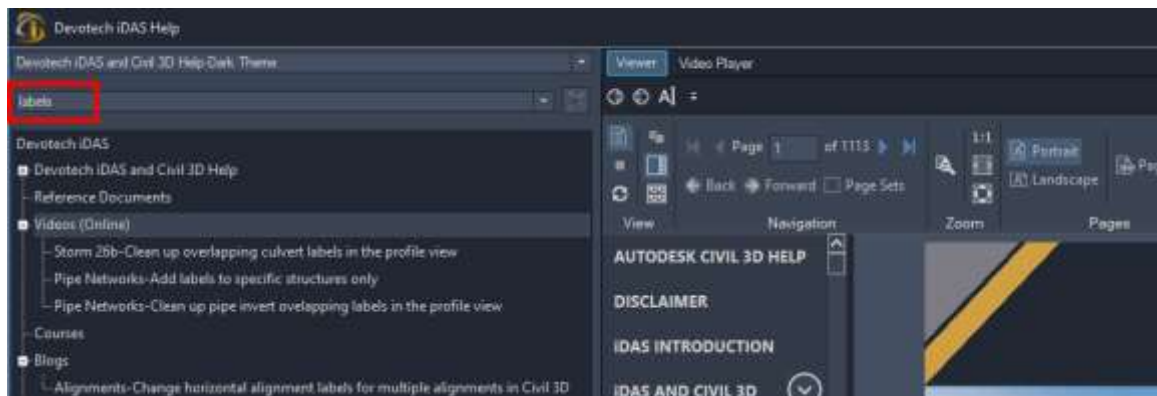 Devotech iDAS Help
Devotech iDAS and Civil 3D Help-Dark Theme
labels
Devotech iDAS
Devotech iDAS and Civil 3D Help
Reference Documents
Videos (Online)
Storm 26b-Clean up overlapping culvert labels in the profile view
Pipe Networks-Add labels to specific structures only
Pipe Networks-Clean up pipe invert ovelapping labels in the profile view
Courses
Blogs
Alignments-Change horizontal alignment labels for multiple alignments in Civil 3D
Viewer Video Player
A
Page 1 of 1113
Back Forward Page Sets
1:1
Portrait
Landscape
Pa
View Navigation Zoom Pages
AUTODESK CIVIL 3D HELP
DISCLAIMER
iDAS INTRODUCTION
iDAS AND CIVIL 3D